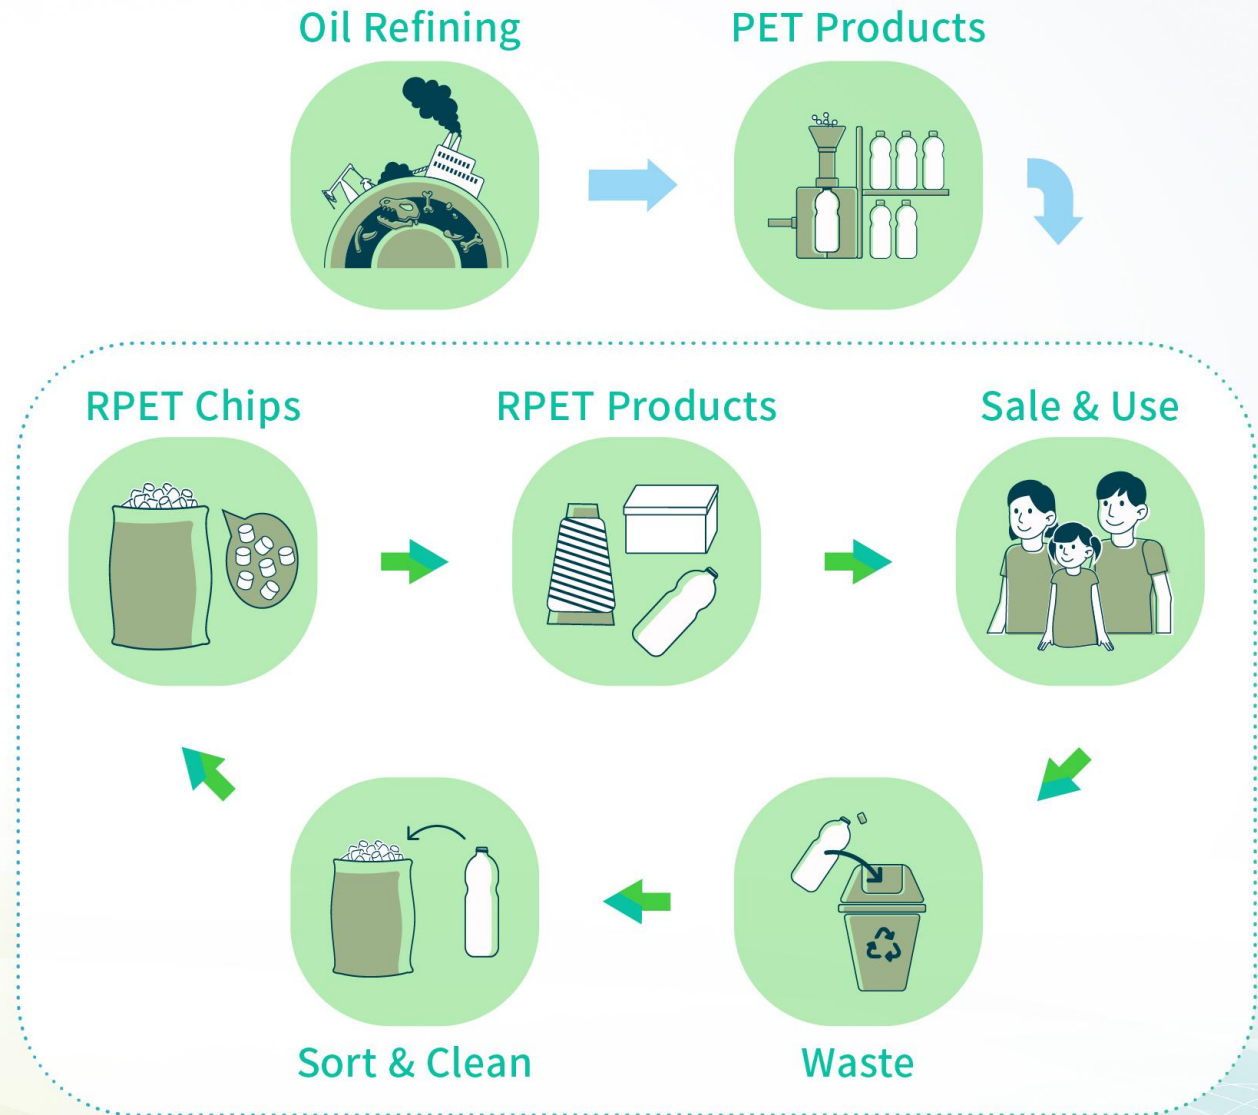 Oil Refining
PET Products
RPET Chips
RPET Products
Sale & Use
Sort & Clean
Waste